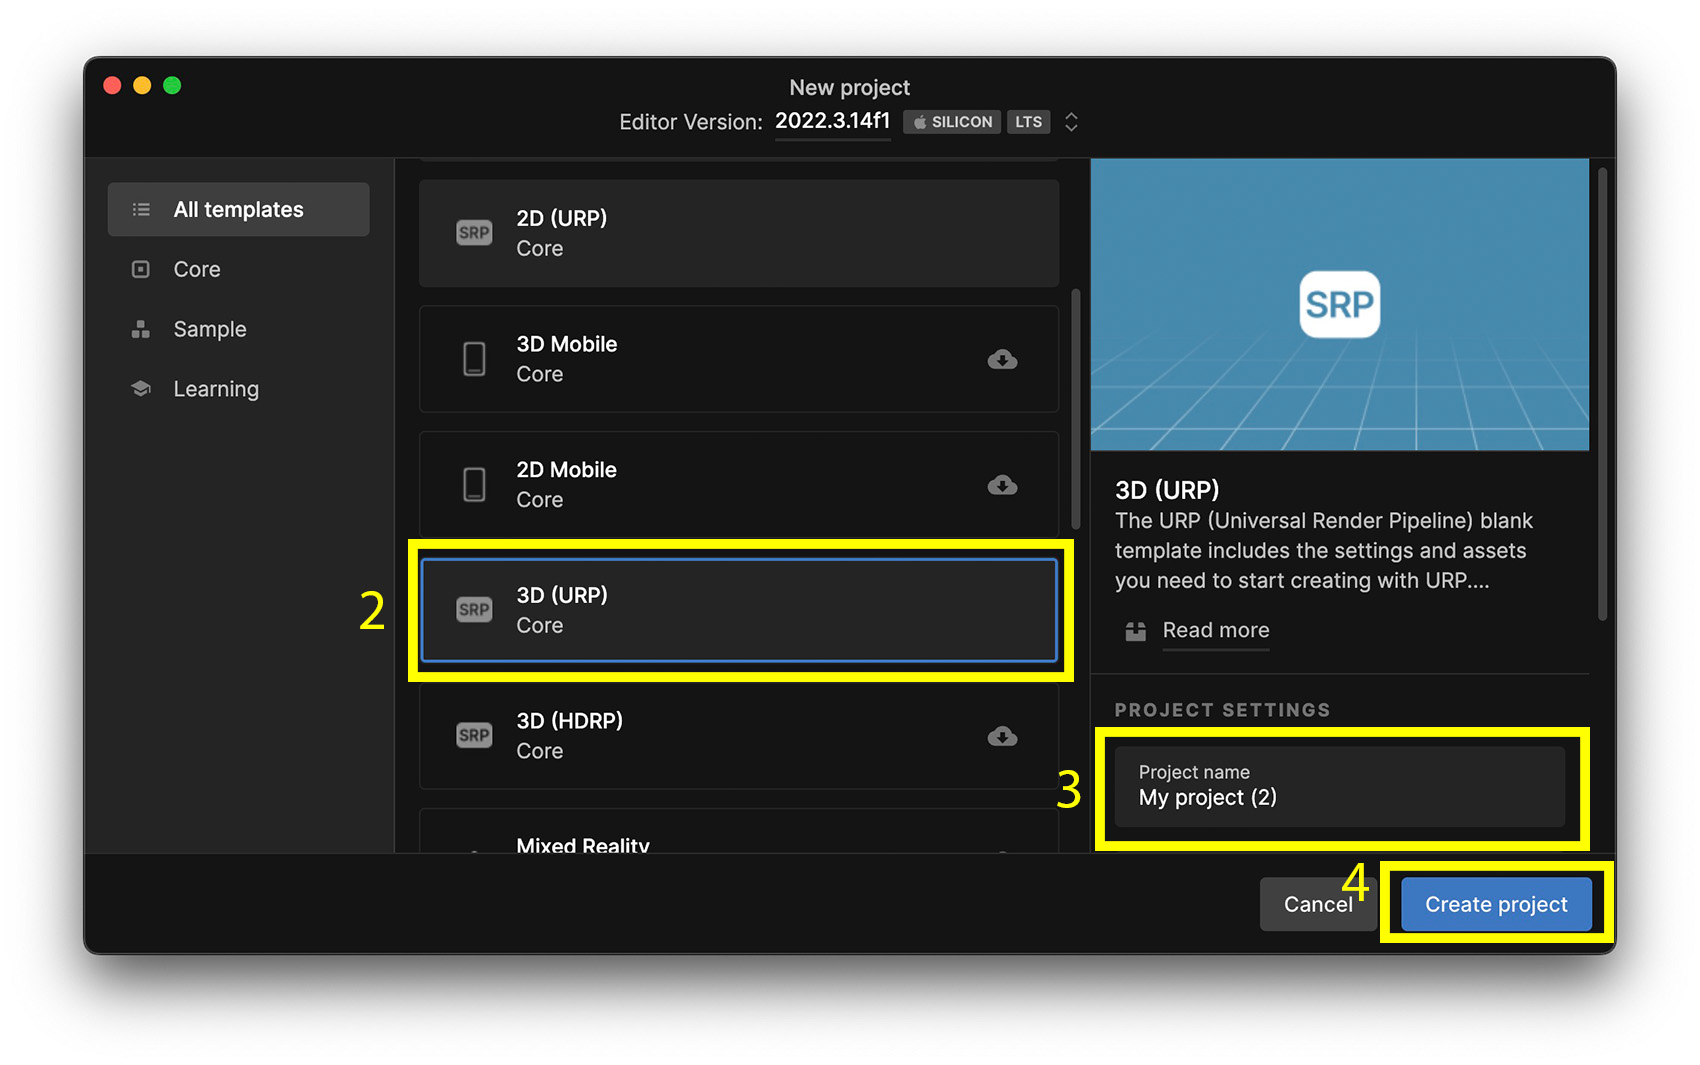 New project
Editor Version: 2022.3.14f1 SILICON LTS
All templates
Core
Sample
Learning
SRP
2D (URP)
Core
3D Mobile
Core
2D Mobile
Core
2
SRP
3D (URP)
Core
SRP
3D (HDRP)
Core
Mixed Reality
SRP
3D (URP)
The URP (Universal Render Pipeline) blank
template includes the settings and assets
you need to start creating with URP....
Read more
PROJECT SETTINGS
3
Project name
My project (2)
4
Cancel
Create project